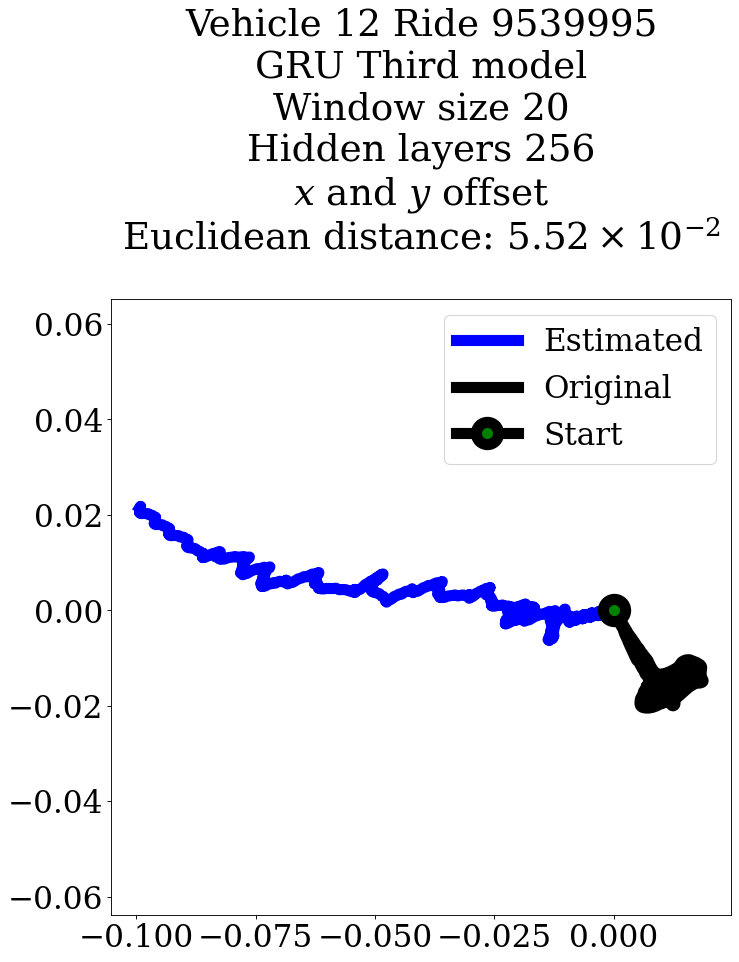 Vehicle 12 Ride 9539995
GRU Third model
Window size 20
Hidden layers 256
x and y offset
Euclidean distance: 5.52 × 10⁻²
Estimated
Original
Start
0.06
0.04
0.02
0.00
−0.02
−0.04
−0.06
−0.100 −0.075 −0.050 −0.025 0.000